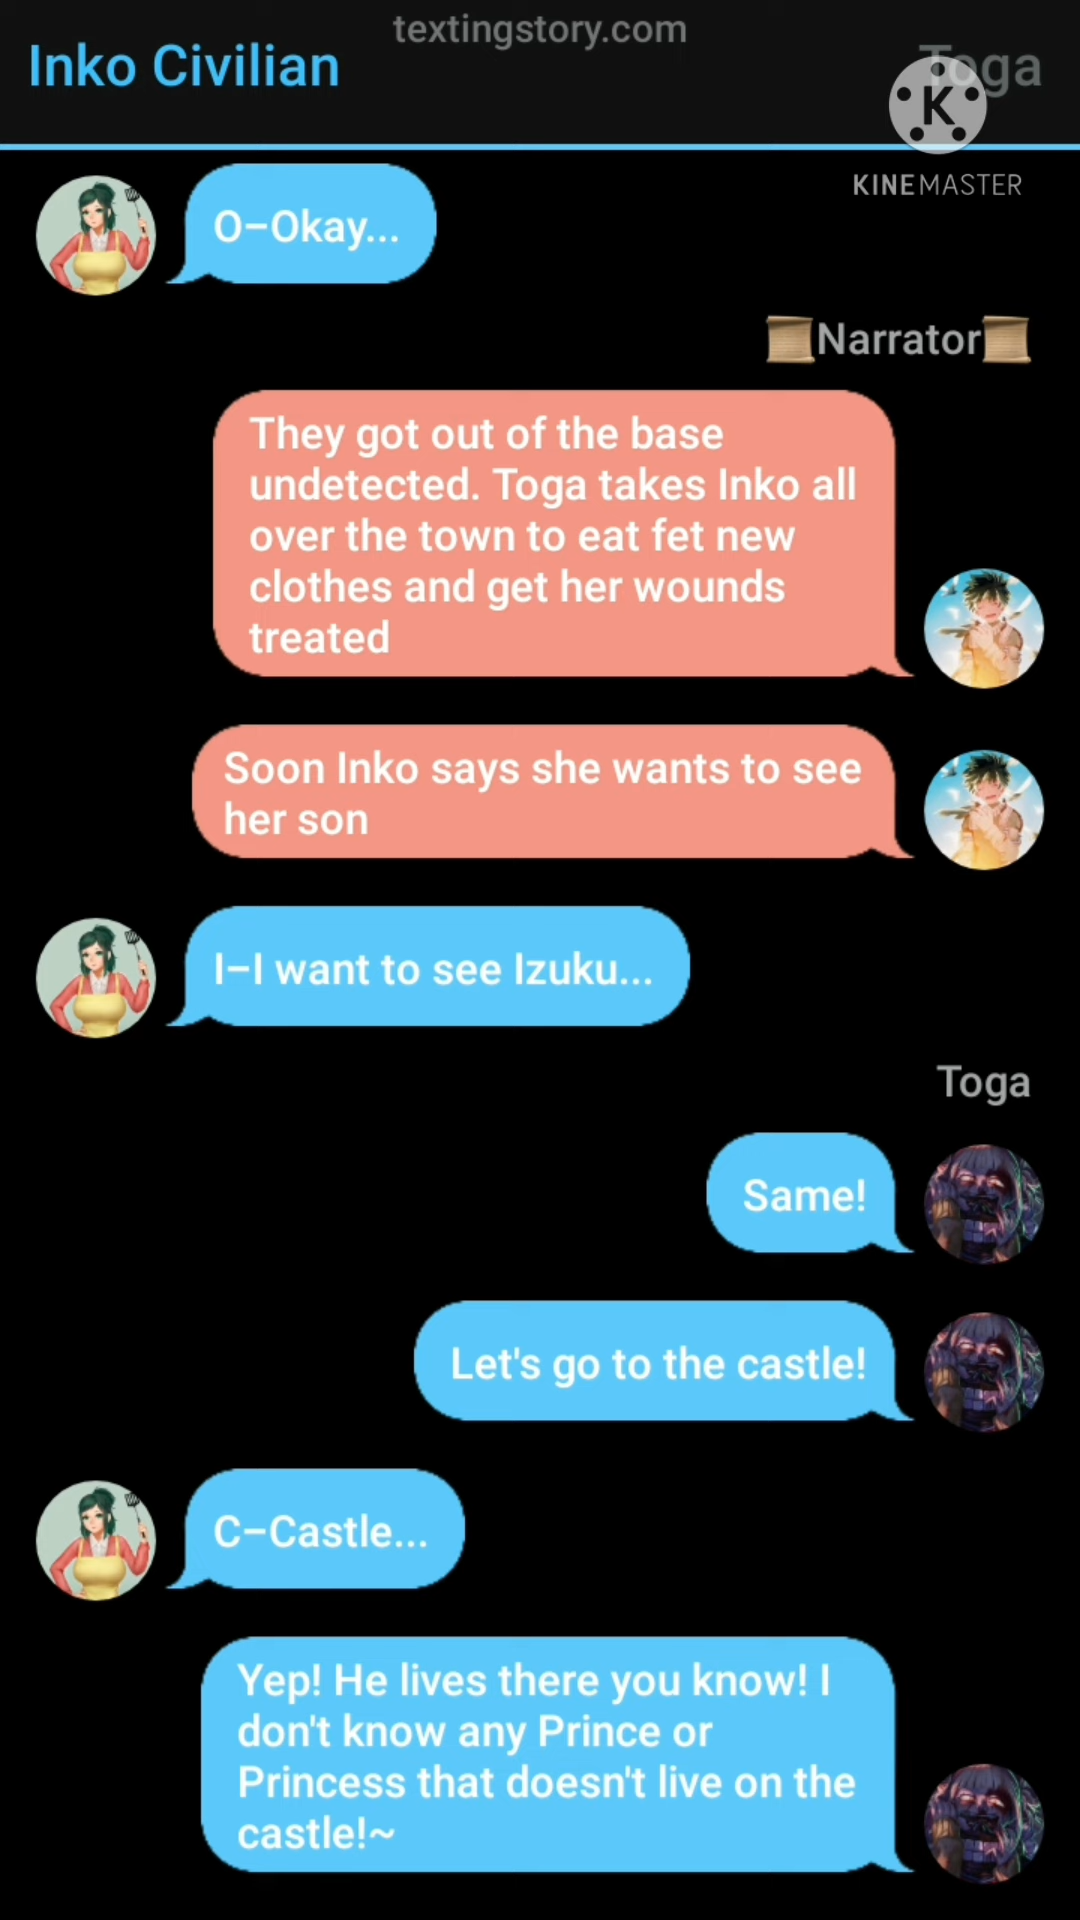 textingstory.com
Inko Civilian
Toga
K
KINEMASTER
O-Okay...
Narrator
They got out of the base
undetected. Toga takes Inko all
over the town to eat fet new
clothes and get her wounds
treated
Soon Inko says she wants to see
her son
I-I want to see Izuku...
Toga
Same!
Let's go to the castle!
C-Castle...
Yep! He lives there you know! I
don't know any Prince or
Princess that doesn't live on the
castle!~